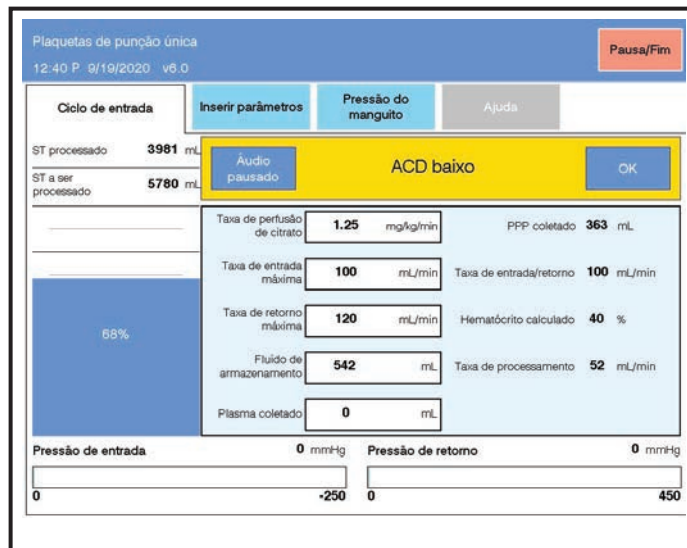 Plaquetas de punção única
Pausa/Fim
12:40 P 9/19/2020 v6.0
Ciclo de entrada
Inserir parâmetros
Pressão do
manguito
Ajuda
ST processado 3981 mL
ST a ser
processado
5780 mL
Áudio
pausado
ACD baixo
OK
Taxa de perfusão
de citrato
1.25 mg/kg/min
PPP coletado 363 mL
Taxa de entrada
máxima
100 mL/min
Taxa de entrada/retorno 100 mL/min
68%
Taxa de retorno
máxima
120 mL/min
Hematócrito calculado 40 %
Fluído de
armazenamento
542 mL
Taxa de processamento 52 mL/min
Plasma coletado 0 mL
Pressão de entrada 0 mmHg
Pressão de retorno 0 mmHg
0 -250
0 450